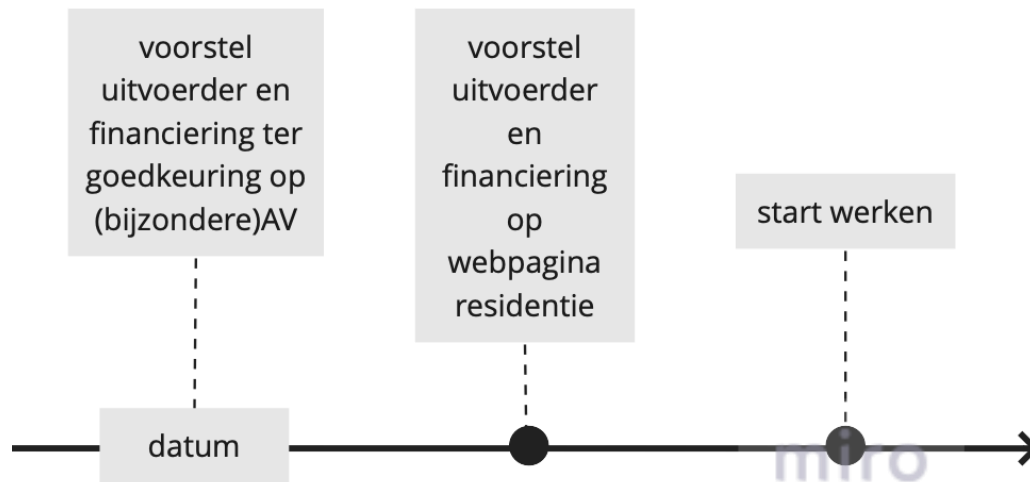 voorstel
uitvoerder en
financiering ter
goedkeuring op
(bijzondere)AV
voorstel
uitvoerder
en
financiering
op
webpagina
residentie
start werken
datum
miro